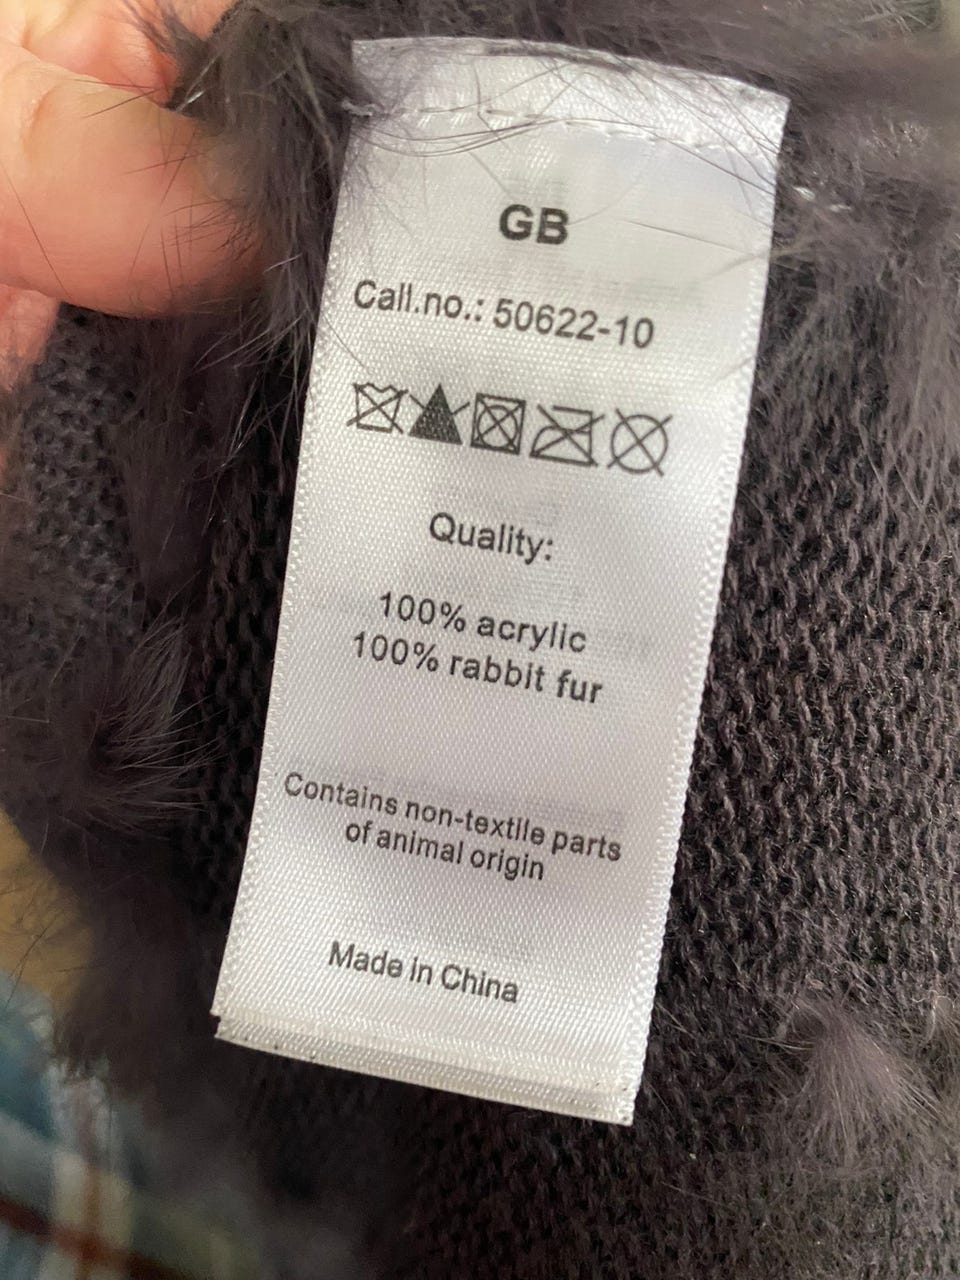 GB
Call.no.: 50622-10
Quality:
100% acrylic
100% rabbit fur
Contains non-textile parts
of animal origin
Made in China